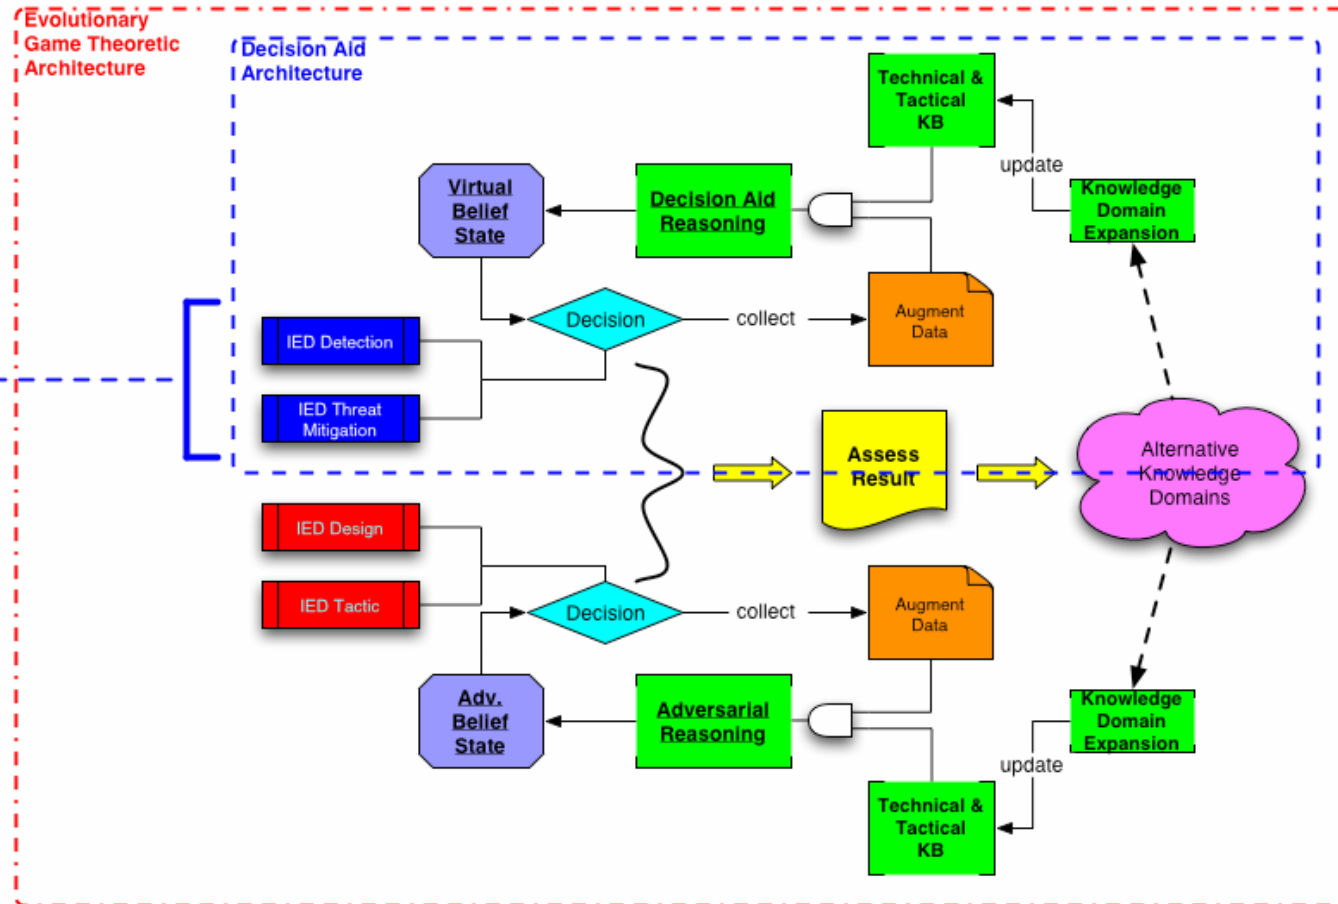 Evolutionary
Game Theoretic
Architecture
Decision Aid
Architecture
Technical &
Tactical
KB
update
Knowledge
Domain
Expansion
Virtual
Belief
State
Decision Aid
Reasoning
Decision
collect
Augment
Data
IED Detection
IED Threat
Mitigation
Assess
Result
Alternative
Knowledge
Domains
IED Design
IED Tactic
Decision
collect
Augment
Data
Adv.
Belief
State
Adversarial
Reasoning
Knowledge
Domain
Expansion
update
Technical &
Tactical
KB